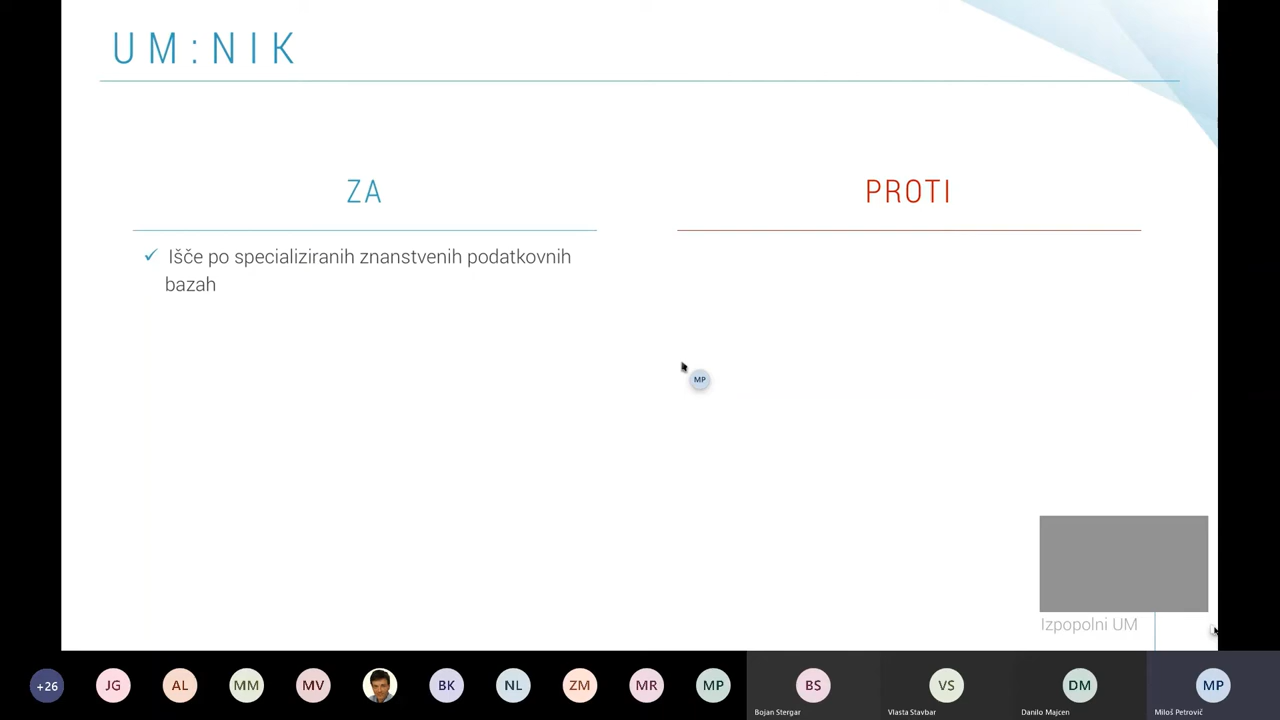 UM:NIK
ZA
PROTI
✓ Išče po specializiranih znanstvenih podatkovnih
bazah
MP
Izpopolni UM
+26
JG
AL
MM
MV
BK
NL
ZM
MR
MP
BS
VS
DM
MP
Bojan Stergar
Vlasta Stavbar
Danilo Majcen
Miloš Petrovič